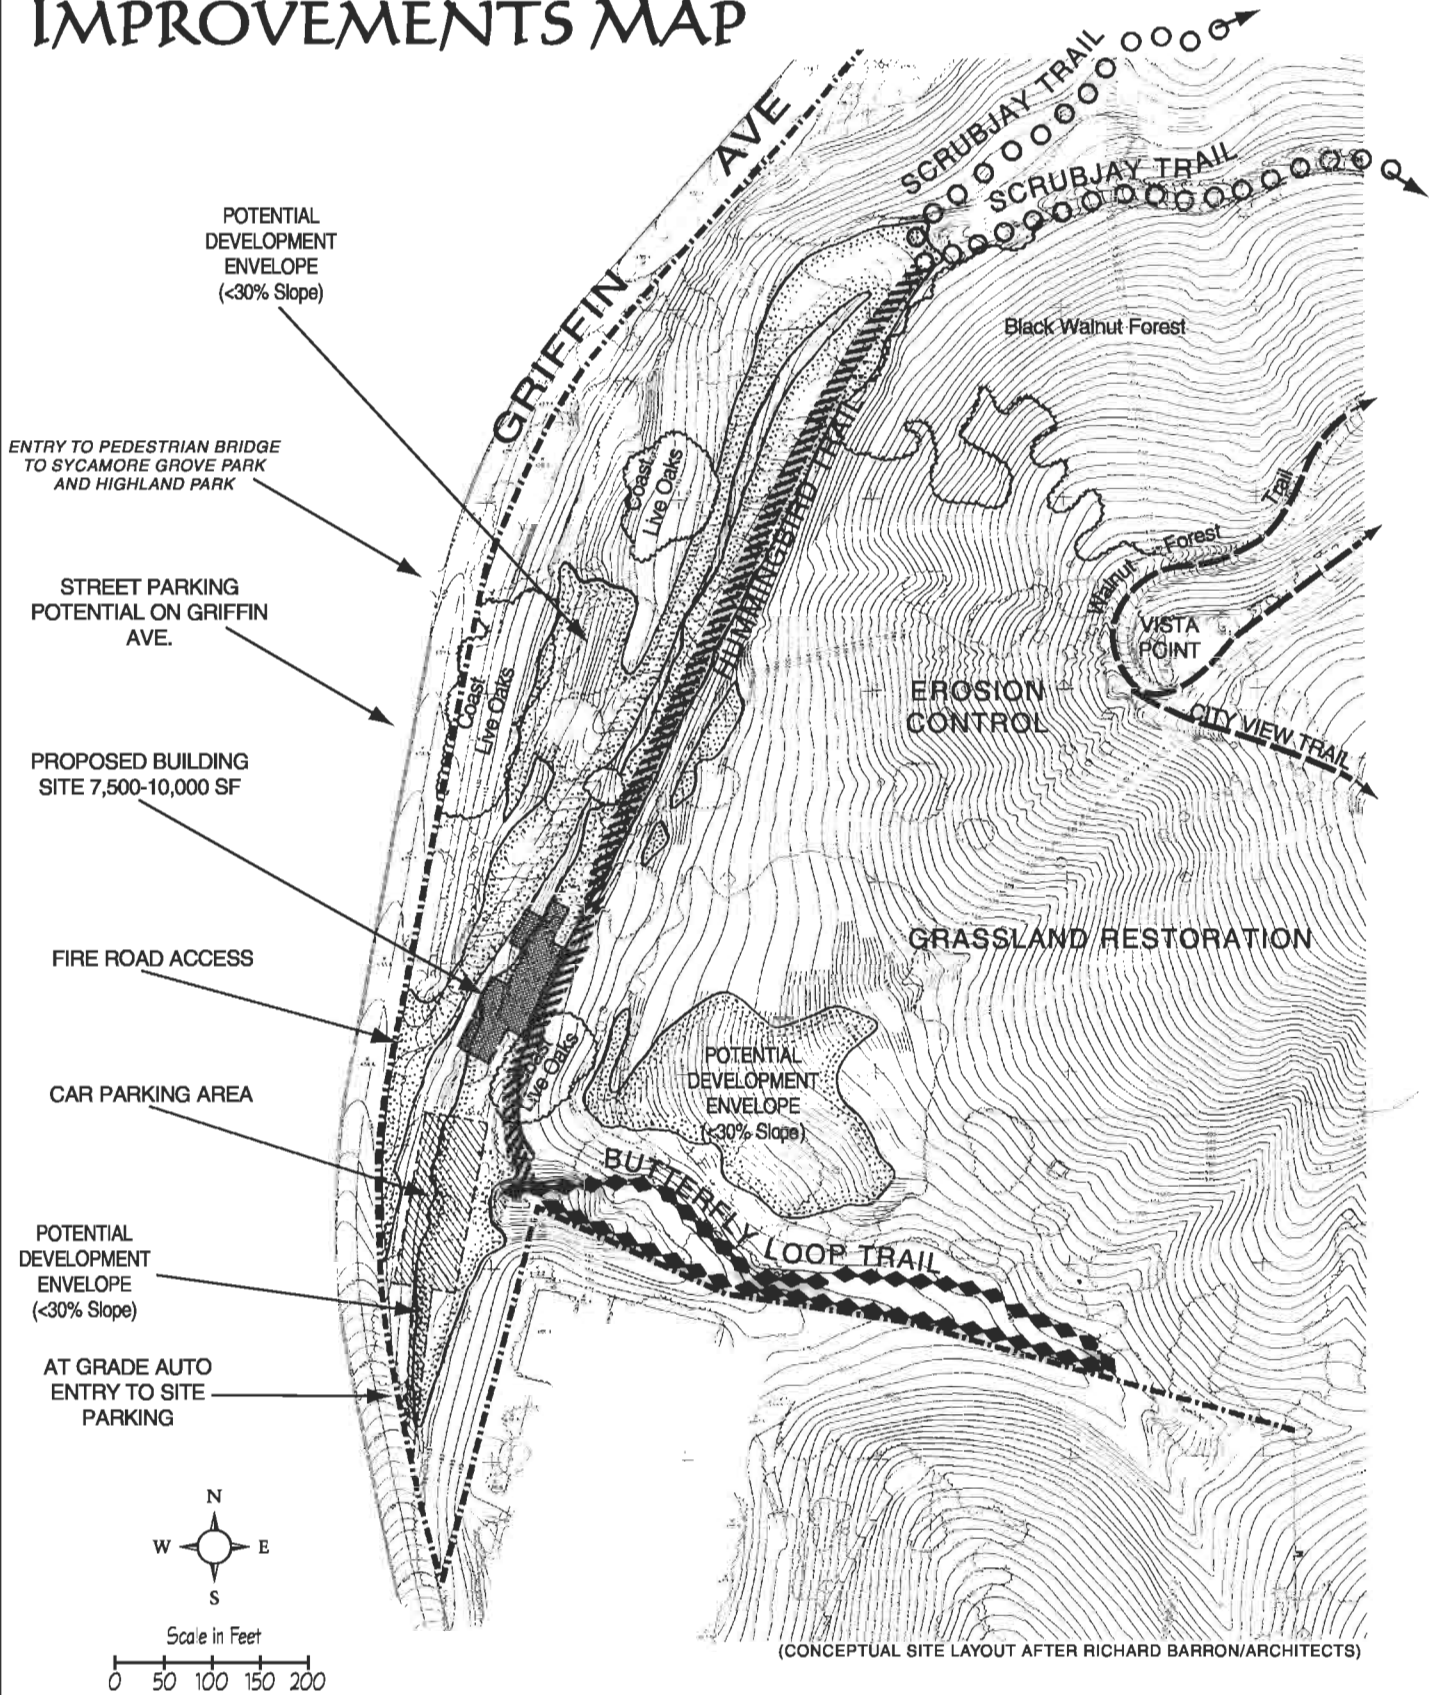 IMPROVEMENTS MAP
GRIFFIN AVE
SCRUBJAY TRAIL
SCRUBJAY TRAIL
POTENTIAL
DEVELOPMENT
ENVELOPE
(<30% Slope)
Black Walnut Forest
ENTRY TO PEDESTRIAN BRIDGE
TO SYCAMORE GROVE PARK
AND HIGHLAND PARK
Coast
Live Oaks
HUMMINGBIRD TRAIL
Walnut Forest Trail
STREET PARKING
POTENTIAL ON GRIFFIN
AVE.
VISTA
POINT
Coast
Live Oaks
EROSION
CONTROL
CITY VIEW TRAIL
PROPOSED BUILDING
SITE 7,500-10,000 SF
GRASSLAND RESTORATION
FIRE ROAD ACCESS
Coast
Live Oaks
POTENTIAL
DEVELOPMENT
ENVELOPE
(<30% Slope)
CAR PARKING AREA
BUTTERFLY LOOP TRAIL
POTENTIAL
DEVELOPMENT
ENVELOPE
(<30% Slope)
AT GRADE AUTO
ENTRY TO SITE
PARKING
N
W E
S
Scale in Feet
0 50 100 150 200
(CONCEPTUAL SITE LAYOUT AFTER RICHARD BARRON/ARCHITECTS)